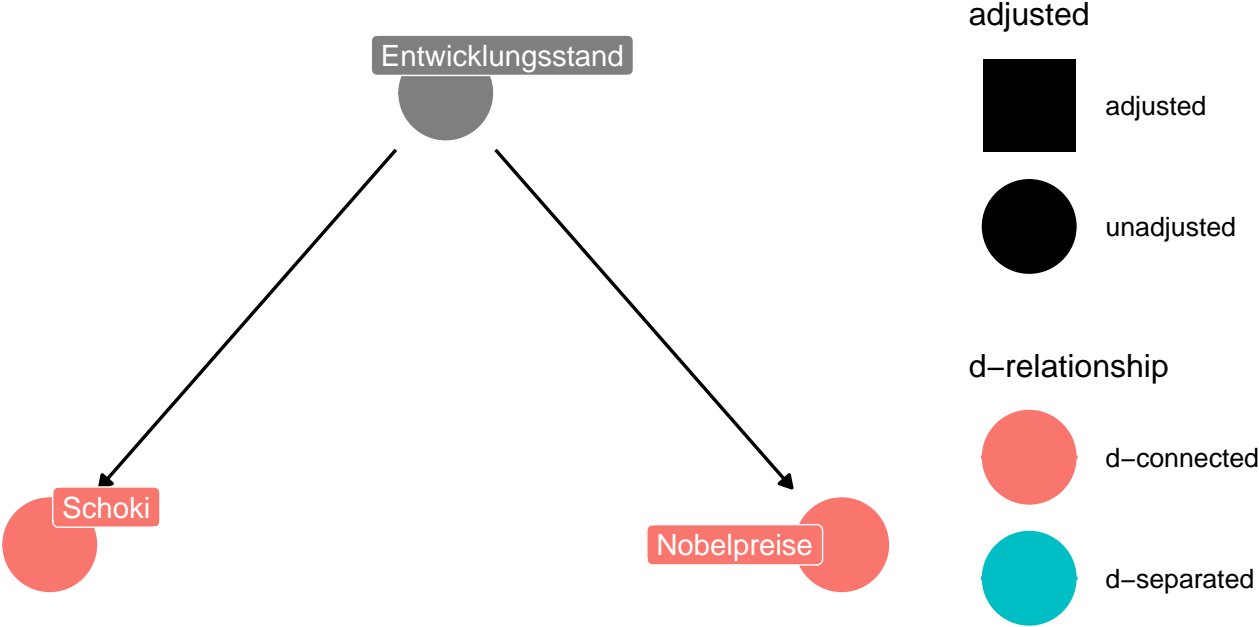 Entwicklungsstand
Schoki
Nobelpreise
adjusted
adjusted
unadjusted
d−relationship
d−connected
d−separated